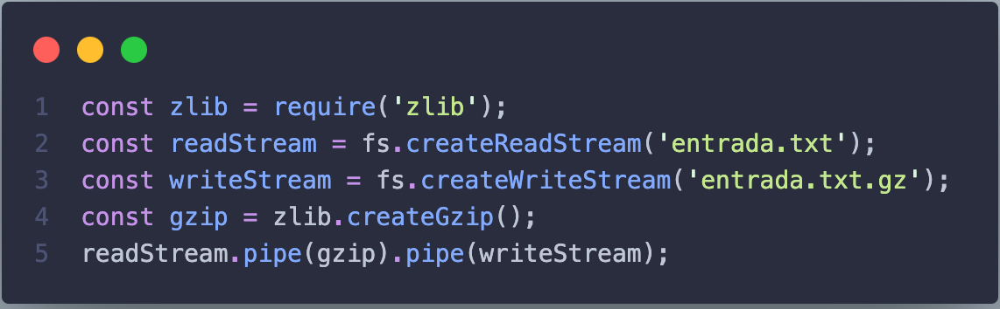 1 const zlib = require('zlib');
2 const readStream = fs.createReadStream('entrada.txt');
3 const writeStream = fs.createWriteStream('entrada.txt.gz');
4 const gzip = zlib.createGzip();
5 readStream.pipe(gzip).pipe(writeStream);